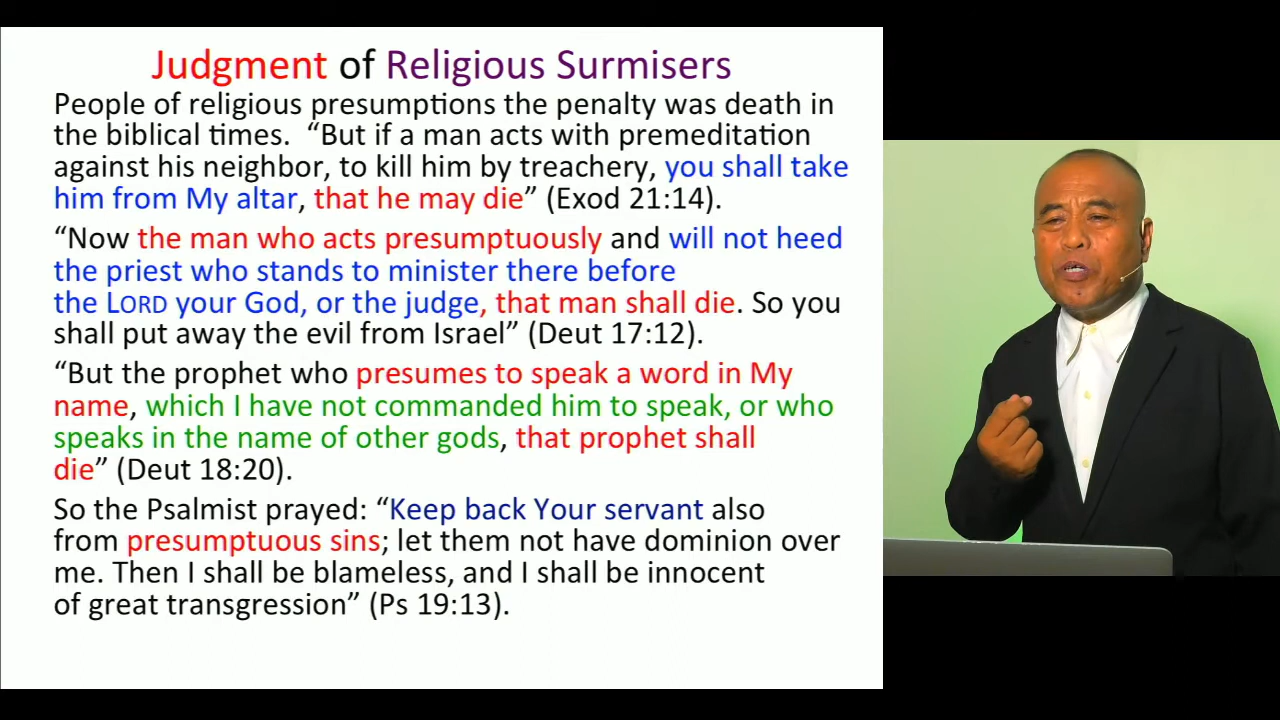 Judgment of Religious Surmisers
People of religious presumptions the penalty was death in
the biblical times. “But if a man acts with premeditation
against his neighbor, to kill him by treachery, you shall take
him from My altar, that he may die” (Exod 21:14).
“Now the man who acts presumptuously and will not heed
the priest who stands to minister there before
the LORD your God, or the judge, that man shall die. So you
shall put away the evil from Israel” (Deut 17:12).
“But the prophet who presumes to speak a word in My
name, which I have not commanded him to speak, or who
speaks in the name of other gods, that prophet shall
die” (Deut 18:20).
So the Psalmist prayed: “Keep back Your servant also
from presumptuous sins; let them not have dominion over
me. Then I shall be blameless, and I shall be innocent
of great transgression” (Ps 19:13).